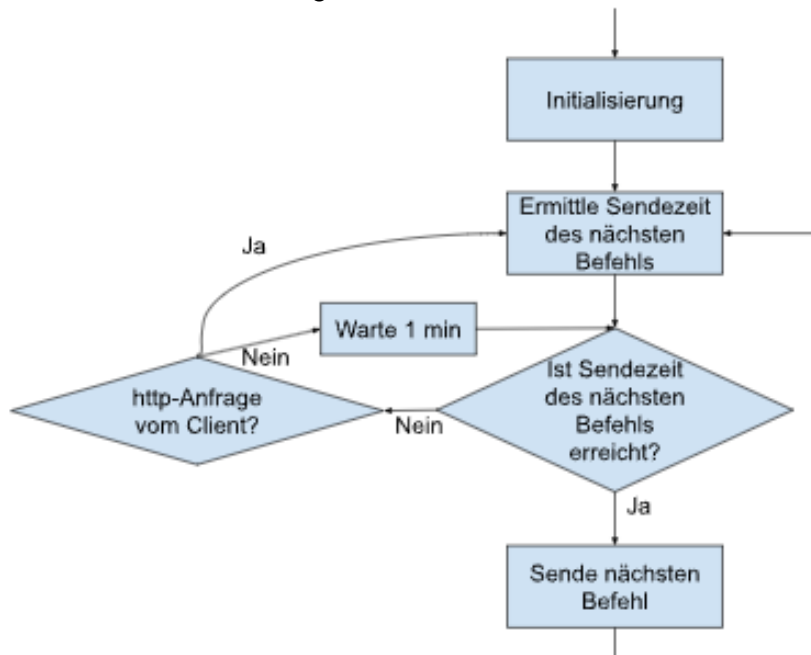 Initialisierung
Ermittle Sendezeit
des nächsten
Befehls
Ja
Warte 1 min
Nein
http-Anfrage
vom Client?
Nein
Ist Sendezeit
des nächsten
Befehls
erreicht?
Ja
Sende nächsten
Befehl